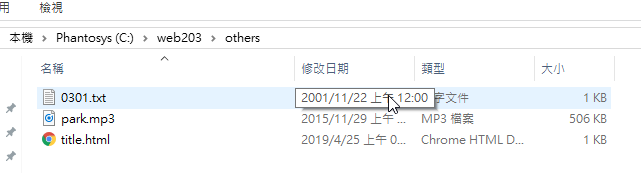 用 檢視
本機 > Phantosys (C:) > web203 > others
名稱 修改日期 類型 大小
0301.txt 2001/11/22 上午 12:00 字文件 1 KB
park.mp3 2015/11/29 上午 ... MP3 檔案 506 KB
title.html 2019/4/25 上午 0... Chrome HTML D... 1 KB